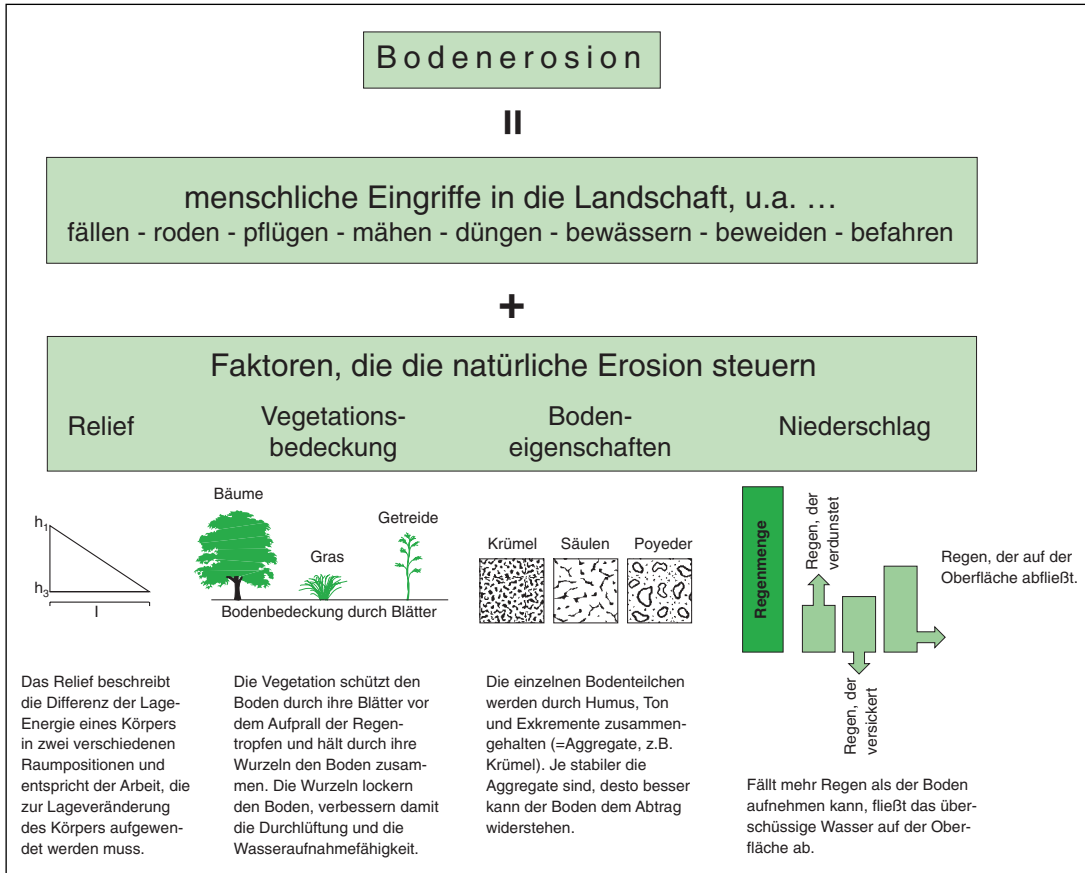 Bodenerosion
=
menschliche Eingriffe in die Landschaft, u.a. …
fällen - roden - pflügen - mähen - düngen - bewässern - beweiden - befahren
+
Faktoren, die die natürliche Erosion steuern
Relief
Vegetations-
bedeckung
Boden-
eigenschaften
Niederschlag
h1
h3
l
Bäume
Gras
Getreide
Bodenbedeckung durch Blätter
Krümel
Säulen
Poyeder
Regenmenge
Regen, der
verdunstet
Regen, der
versickert
Regen, der auf der
Oberfläche abfließt.
Das Relief beschreibt
die Differenz der Lage-
Energie eines Körpers
in zwei verschiedenen
Raumpositionen und
entspricht der Arbeit, die
zur Lageveränderung
des Körpers aufgewen-
det werden muss.
Die Vegetation schützt den
Boden durch ihre Blätter vor
dem Aufprall der Regen-
tropfen und hält durch ihre
Wurzeln den Boden zusam-
men. Die Wurzeln lockern
den Boden, verbessern damit
die Durchlüftung und die
Wasseraufnahmefähigkeit.
Die einzelnen Bodenteilchen
werden durch Humus, Ton
und Exkremente zusammen-
gehalten (=Aggregate, z.B.
Krümel). Je stabiler die
Aggregate sind, desto besser
kann der Boden dem Abtrag
widerstehen.
Fällt mehr Regen als der Boden
aufnehmen kann, fließt das über-
schüssige Wasser auf der Ober-
fläche ab.